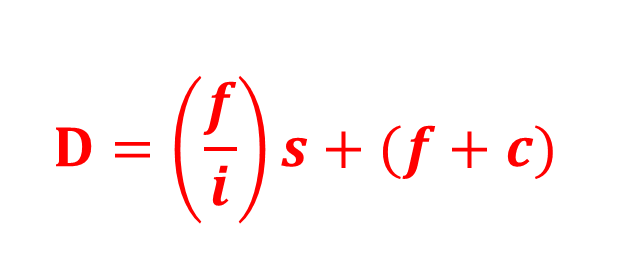 D = (f/i) s + (f + c)